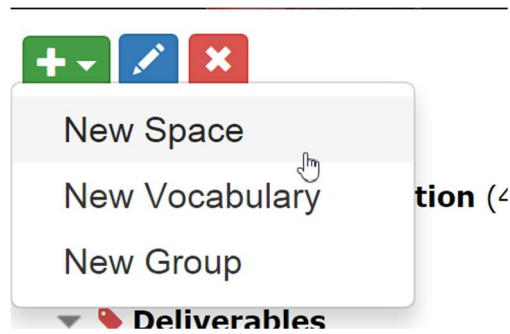 New Space
New Vocabulary
tion (4
New Group
Deliverables